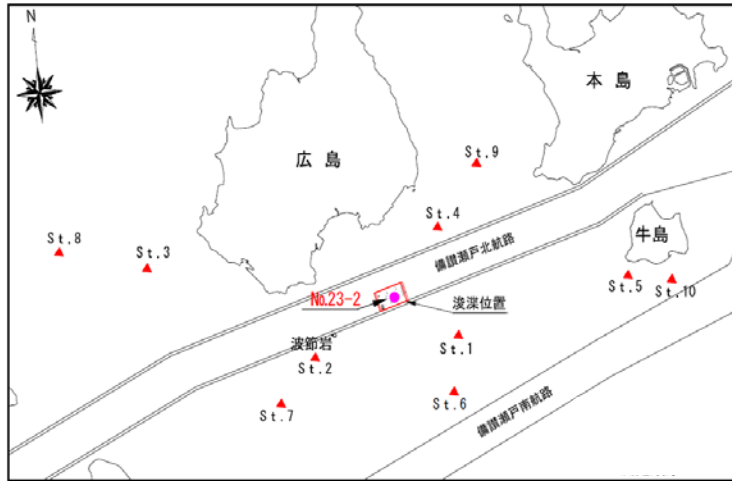 N
本島
広島
St.9
St.4
St.8
St.3
備讃瀬戸北航路
牛島
St.5
St.10
No.23-2
浚渫位置
波節岩
St.2
St.1
St.7
St.6
備讃瀬戸南航路